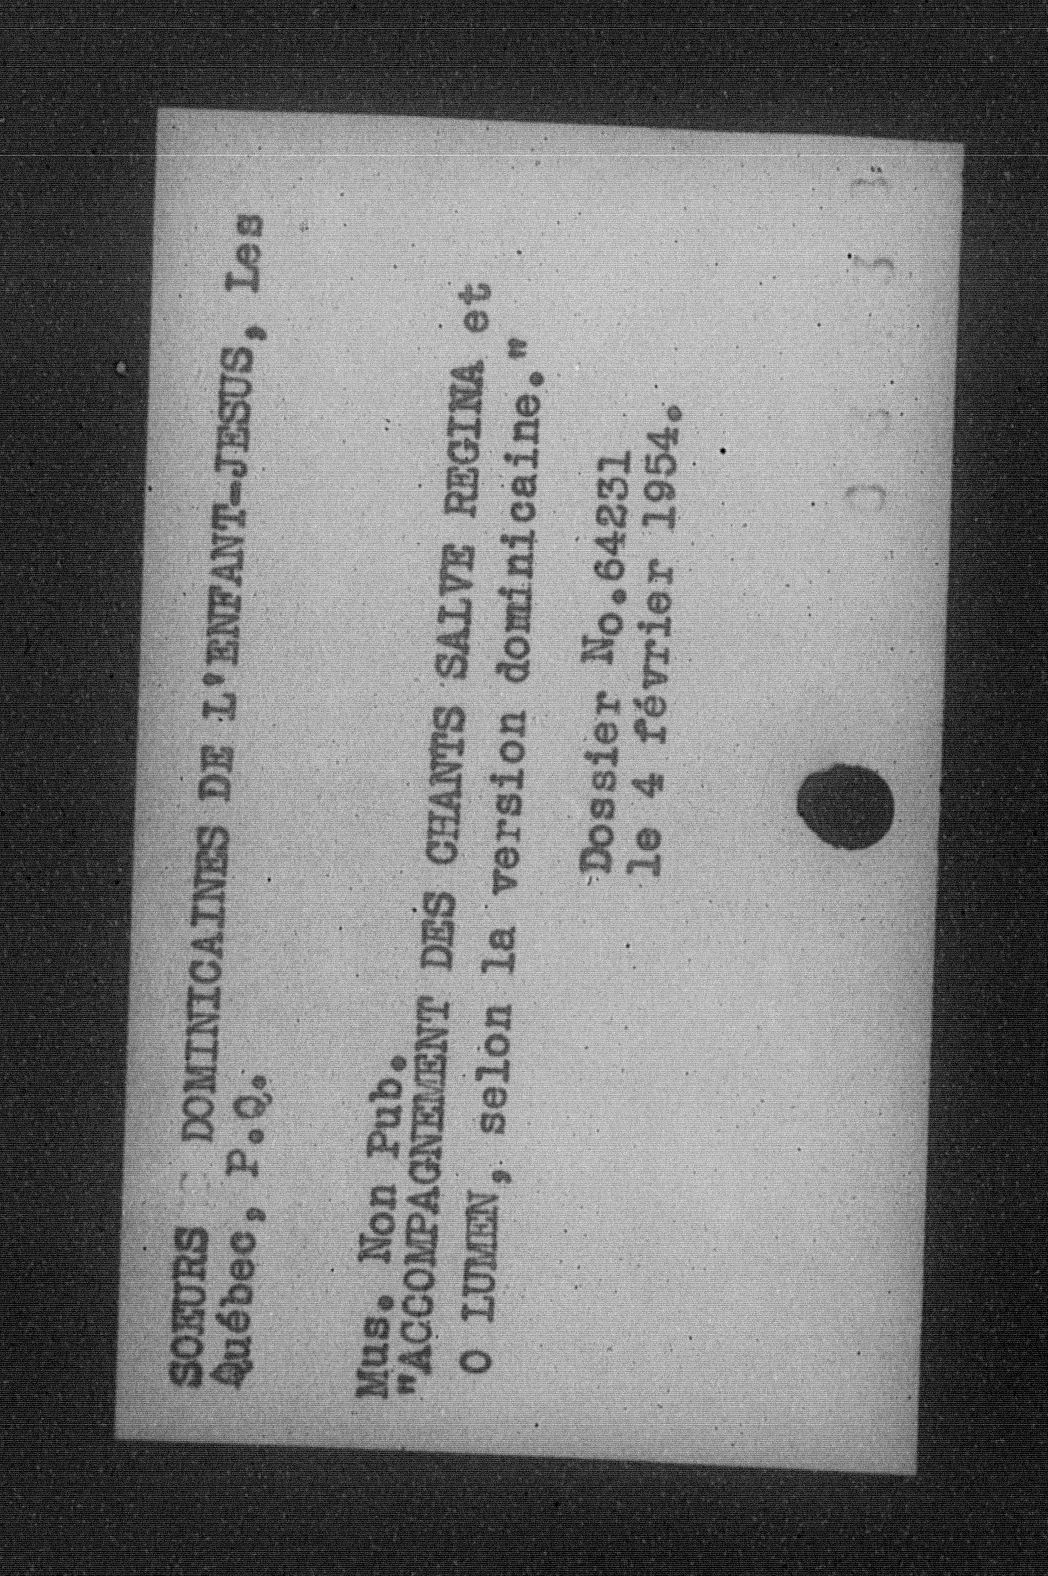 SOEURS DOMINICAINES DE L'ENFANT-JESUS, Les
Québec, P.Q.
Mus. Non Pub.
"ACCOMPAGNEMENT DES CHANTS SALVE REGINA et
O LUMEN, selon la version dominicaine."
Dossier No.64231
le 4 février 1954.